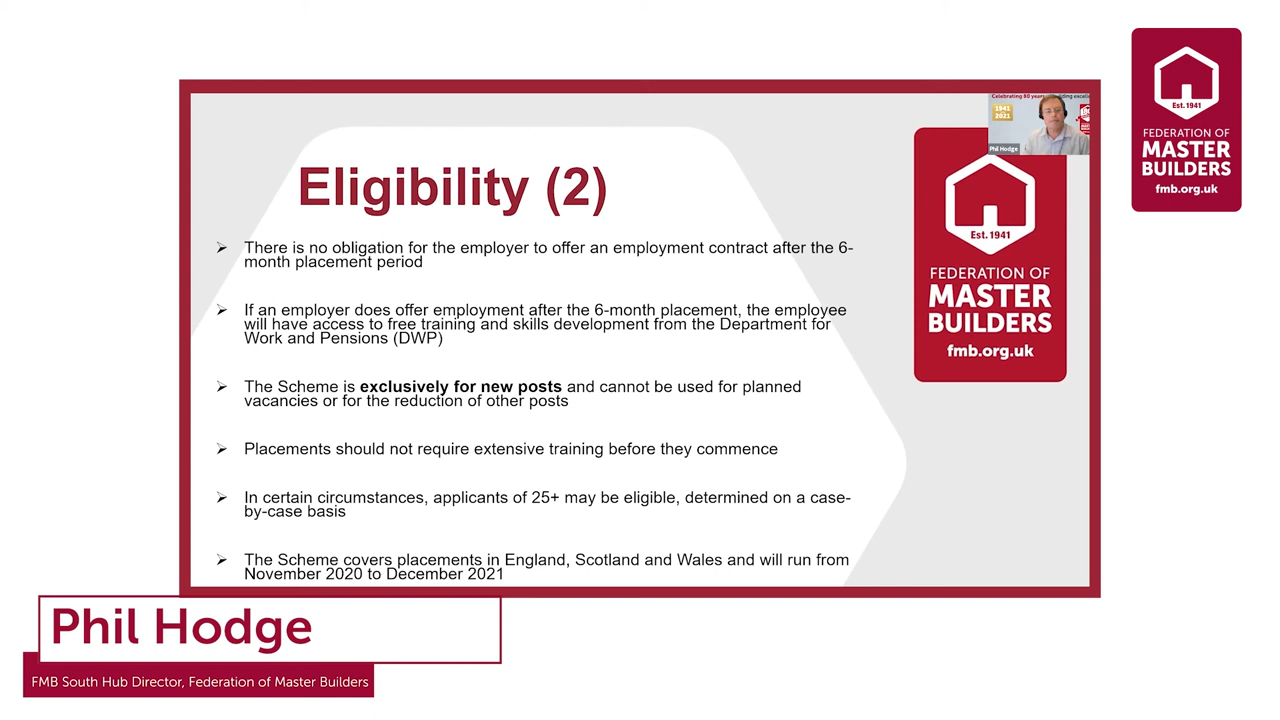 Eligibility (2)
There is no obligation for the employer to offer an employment contract after the 6-
month placement period
If an employer does offer employment after the 6-month placement, the employee
will have access to free training and skills development from the Department for
Work and Pensions (DWP)
The Scheme is exclusively for new posts and cannot be used for planned
vacancies or for the reduction of other posts
Placements should not require extensive training before they commence
In certain circumstances, applicants of 25+ may be eligible, determined on a case-
by-case basis
The Scheme covers placements in England, Scotland and Wales and will run from
November 2020 to December 2021
Celebrating 80 years
1941
2021
Phil Hodge
Est. 1941
FEDERATION OF
MASTER
BUILDERS
fmb.org.uk
Est. 1941
FEDERATION OF
MASTER
BUILDERS
fmb.org.uk
Phil Hodge
FMB South Hub Director, Federation of Master Builders